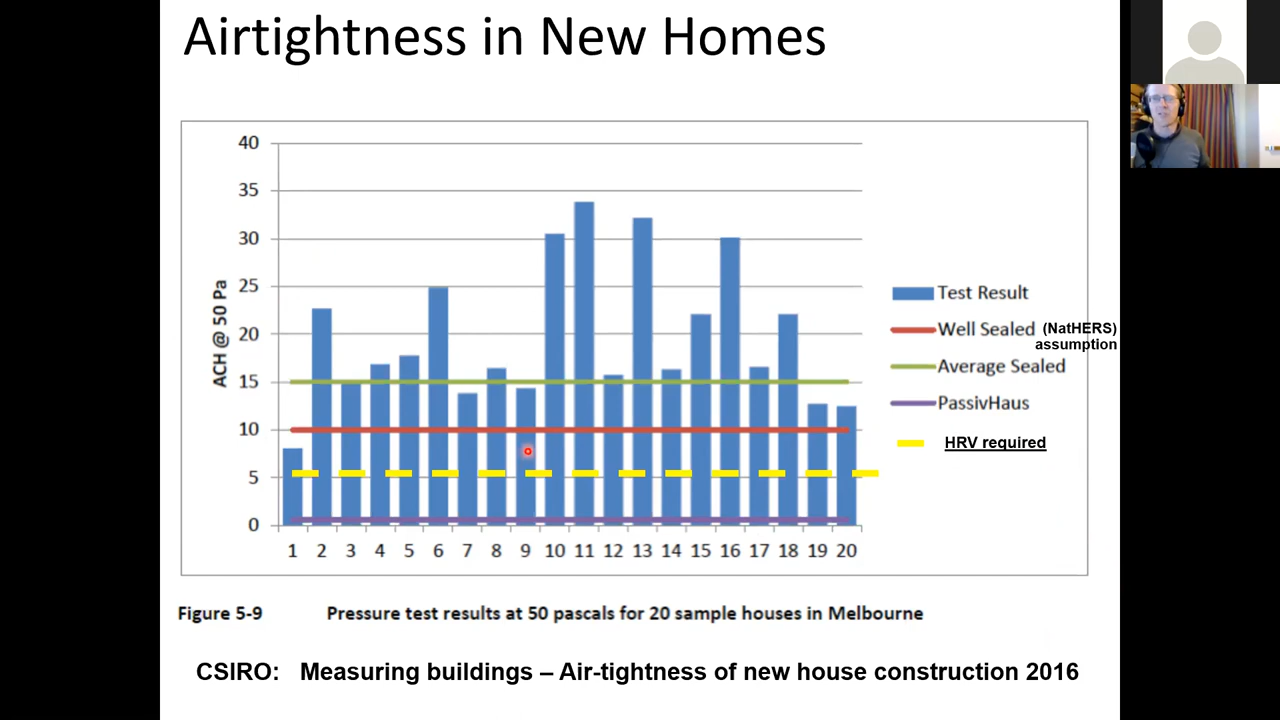 Airtightness in New Homes
40
35
30
25
20
15
10
5
0
ACH @ 50 Pa
1 2 3 4 5 6 7 8 9 10 11 12 13 14 15 16 17 18 19 20
Test Result
Well Sealed (NatHERS)
assumption
Average Sealed
PassivHaus
HRV required
Figure 5-9 Pressure test results at 50 pascals for 20 sample houses in Melbourne
CSIRO: Measuring buildings – Air-tightness of new house construction 2016